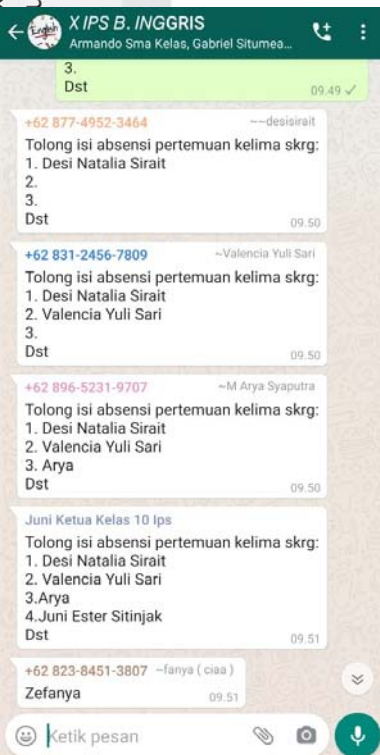 X IPS B. INGGRIS
Armando Sma Kelas, Gabriel Situmea...
3.
Dst
09.49
+62 877-4952-3464 ~~desisirait
Tolong isi absensi pertemuan kelima skrg:
1. Desi Natalia Sirait
2.
3.
Dst
09.50
+62 831-2456-7809 ~Valencia Yuli Sari
Tolong isi absensi pertemuan kelima skrg:
1. Desi Natalia Sirait
2. Valencia Yuli Sari
3.
Dst
09.50
+62 896-5231-9707 ~M Arya Syaputra
Tolong isi absensi pertemuan kelima skrg:
1. Desi Natalia Sirait
2. Valencia Yuli Sari
3. Arya
Dst
09.50
Juni Ketua Kelas 10 Ips
Tolong isi absensi pertemuan kelima skrg:
1. Desi Natalia Sirait
2. Valencia Yuli Sari
3.Arya
4.Juni Ester Sitinjak
Dst
09.51
+62 823-8451-3807 ~fanya ( ciaa )
Zefanya
09.51
Ketik pesan